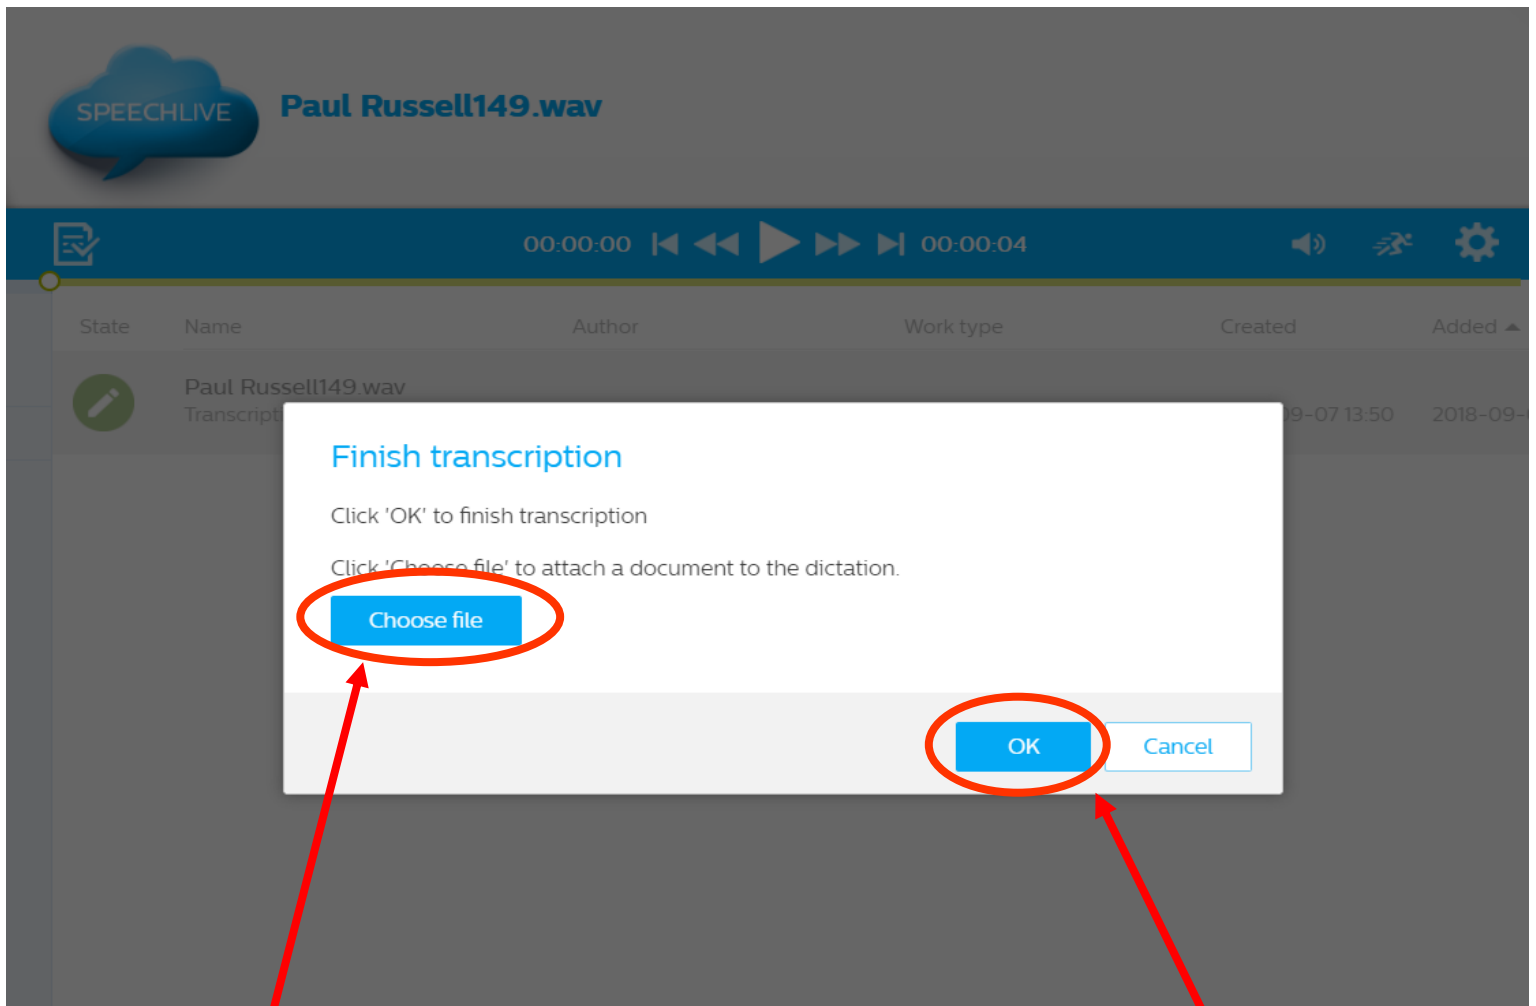 SPEECHLIVE
Paul Russell149.wav
00:00:00 00:00:04
State Name Author Work type Created Added
Paul Russell149.wav
Transcript 09-07 13:50 2018-09-
Finish transcription
Click 'OK' to finish transcription
Click 'Choose file' to attach a document to the dictation.
Choose file
OK Cancel